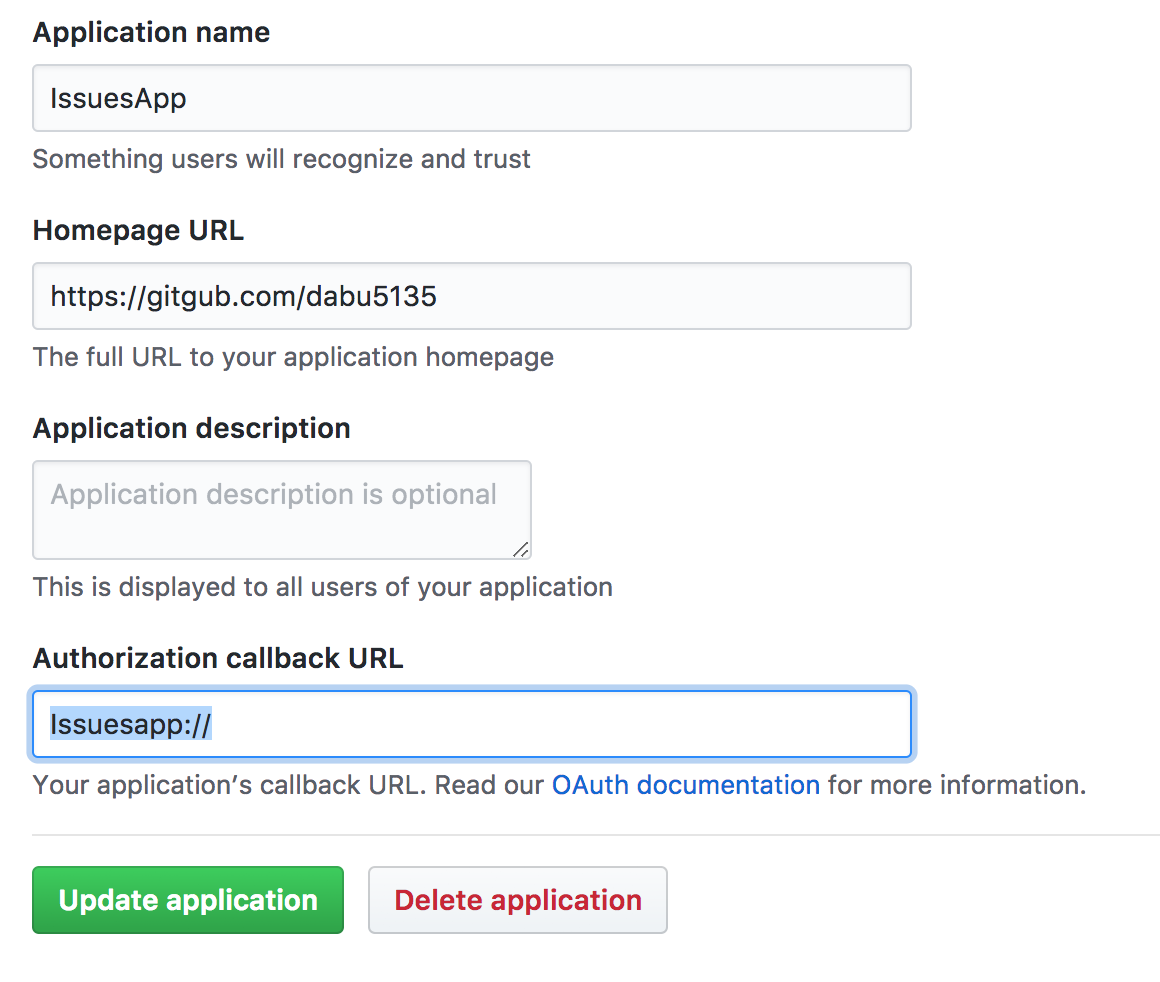 Application name
IssuesApp
Something users will recognize and trust
Homepage URL
https://gitgub.com/dabu5135
The full URL to your application homepage
Application description
Application description is optional
This is displayed to all users of your application
Authorization callback URL
Issuesapp://
Your application’s callback URL. Read our OAuth documentation for more information.
Update application Delete application